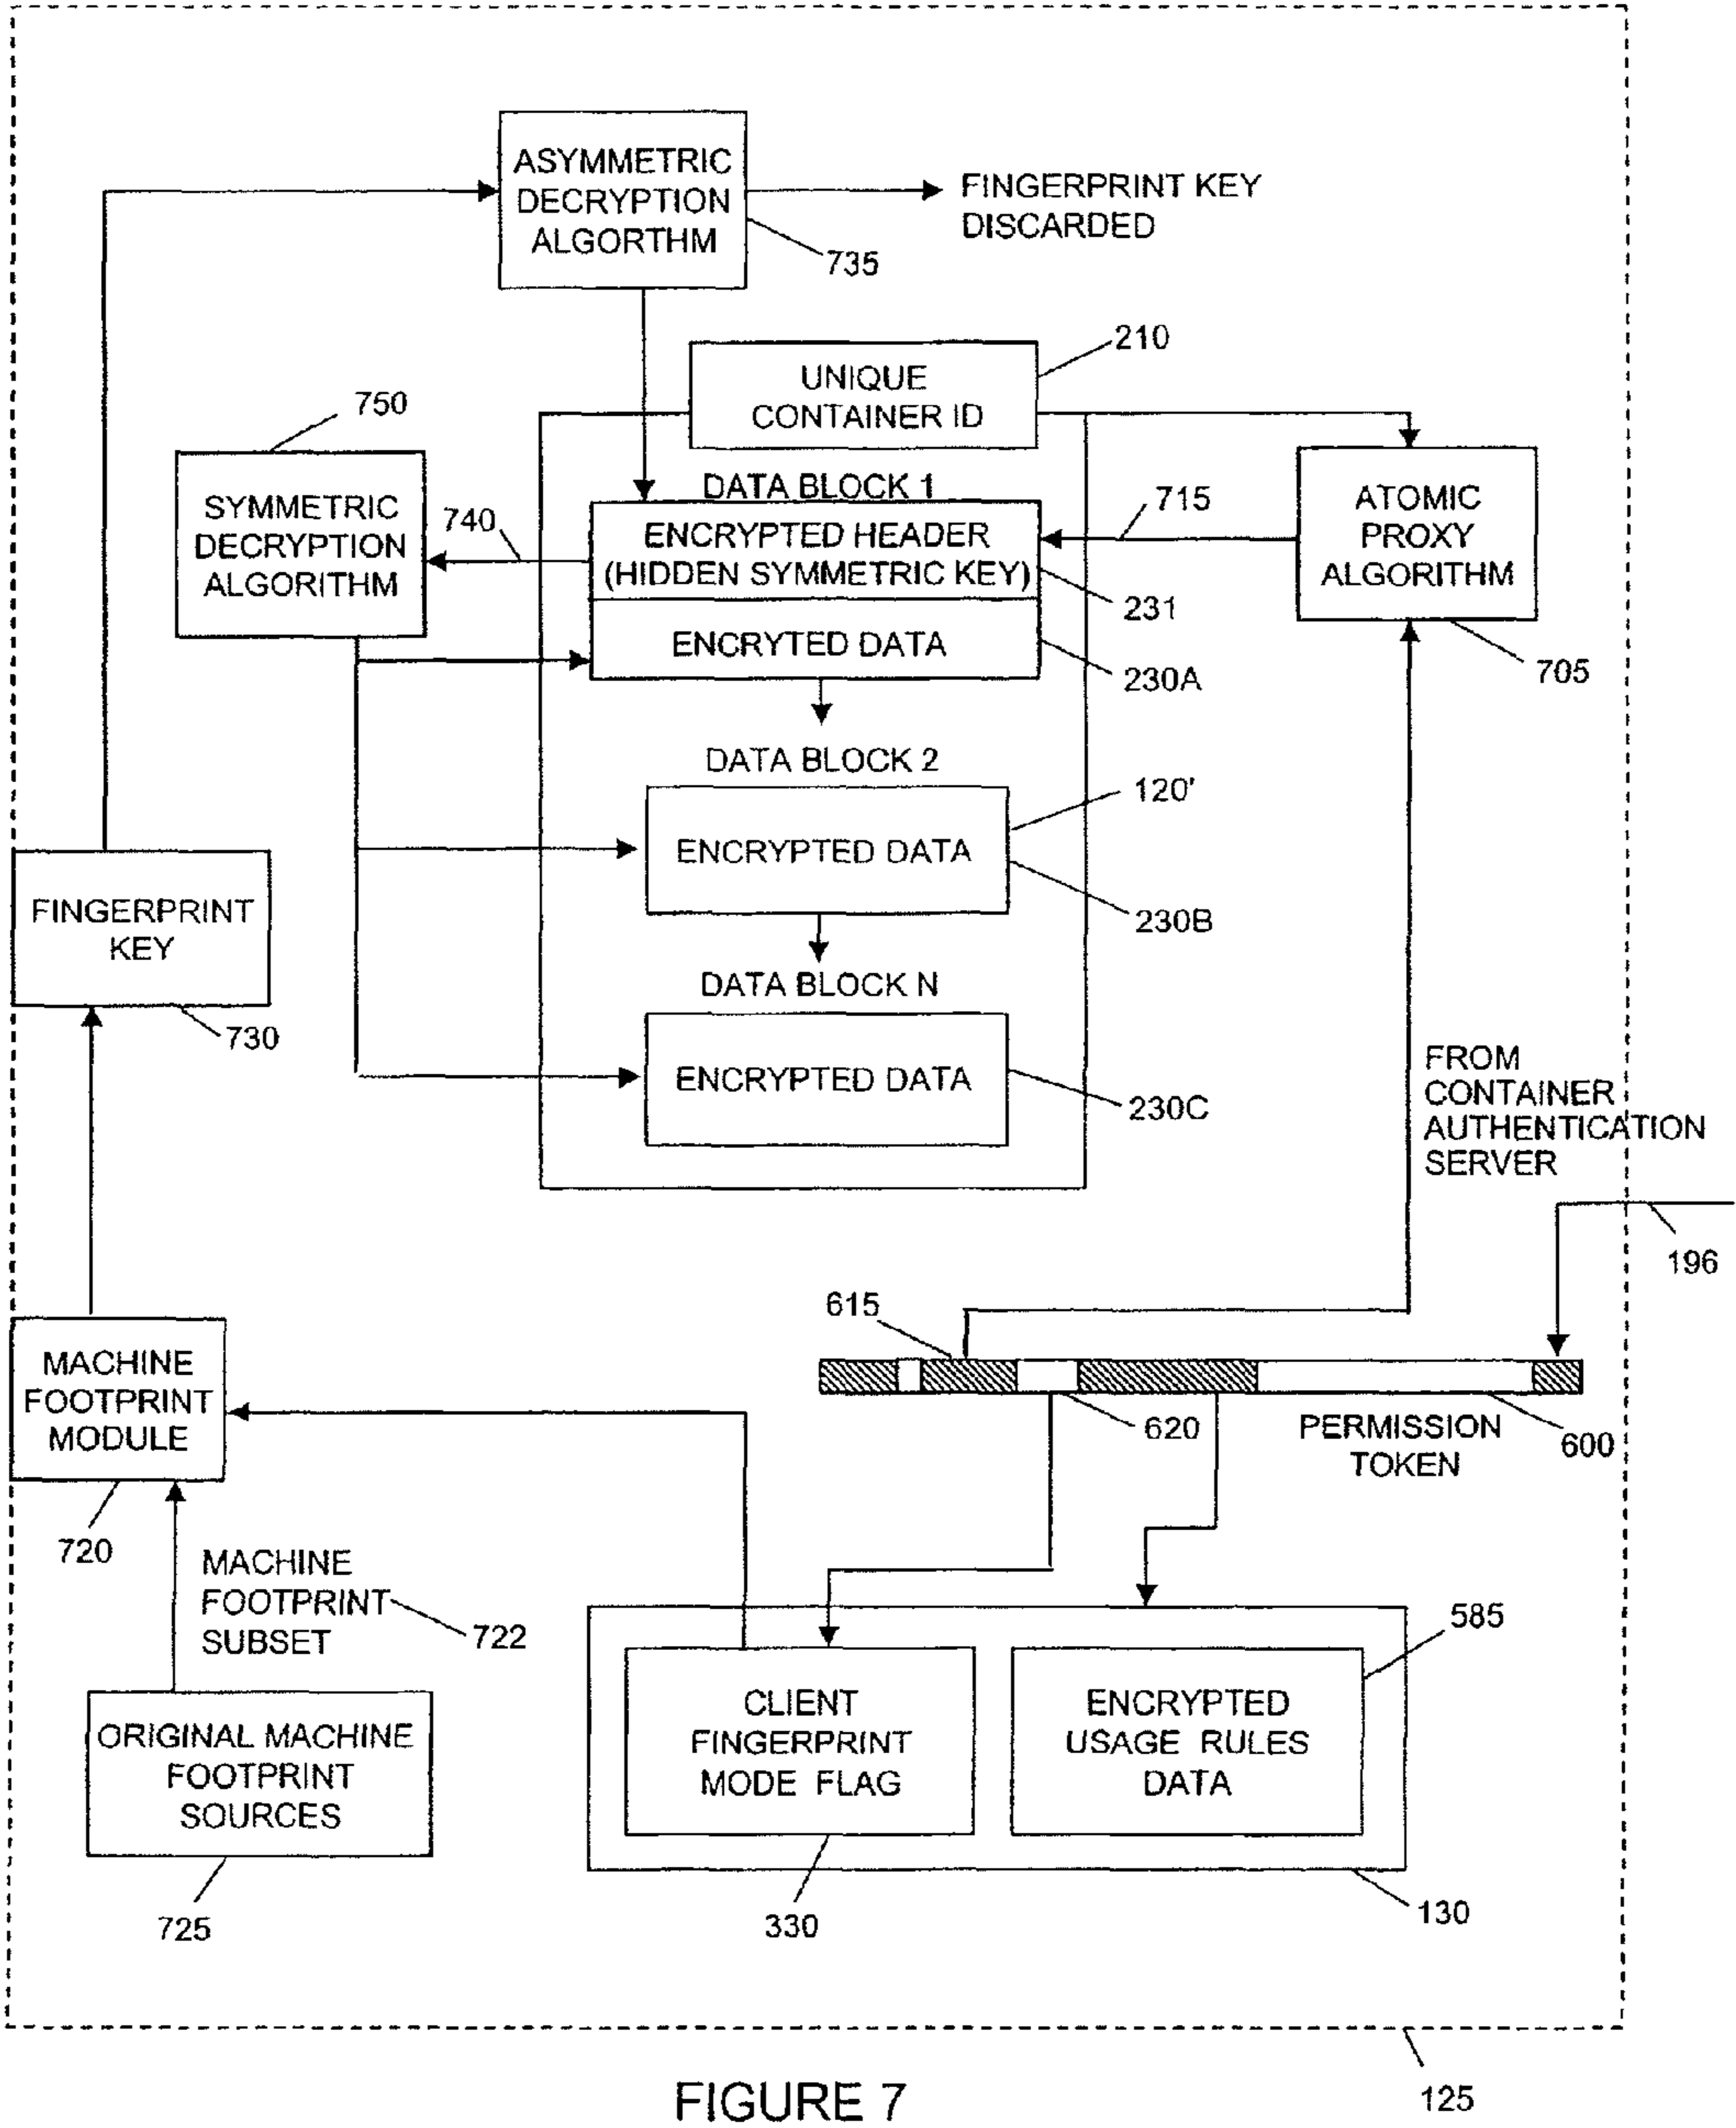 ASYMMETRIC
DECRYPTION
ALGORTHM
735
FINGERPRINT KEY
DISCARDED
210
UNIQUE
CONTAINER ID
750
SYMMETRIC
DECRYPTION
ALGORITHM
740
DATA BLOCK 1
ENCRYPTED HEADER
(HIDDEN SYMMETRIC KEY)
231
ENCRYTED DATA
230A
715
ATOMIC
PROXY
ALGORITHM
705
DATA BLOCK 2
120'
ENCRYPTED DATA
230B
FINGERPRINT
KEY
730
DATA BLOCK N
ENCRYPTED DATA
230C
FROM
CONTAINER
AUTHENTICATION
SERVER
196
615
620
PERMISSION
TOKEN
600
MACHINE
FOOTPRINT
MODULE
720
MACHINE
FOOTPRINT
SUBSET
722
ORIGINAL MACHINE
FOOTPRINT
SOURCES
725
CLIENT
FINGERPRINT
MODE FLAG
330
585
ENCRYPTED
USAGE RULES
DATA
130
125
FIGURE 7